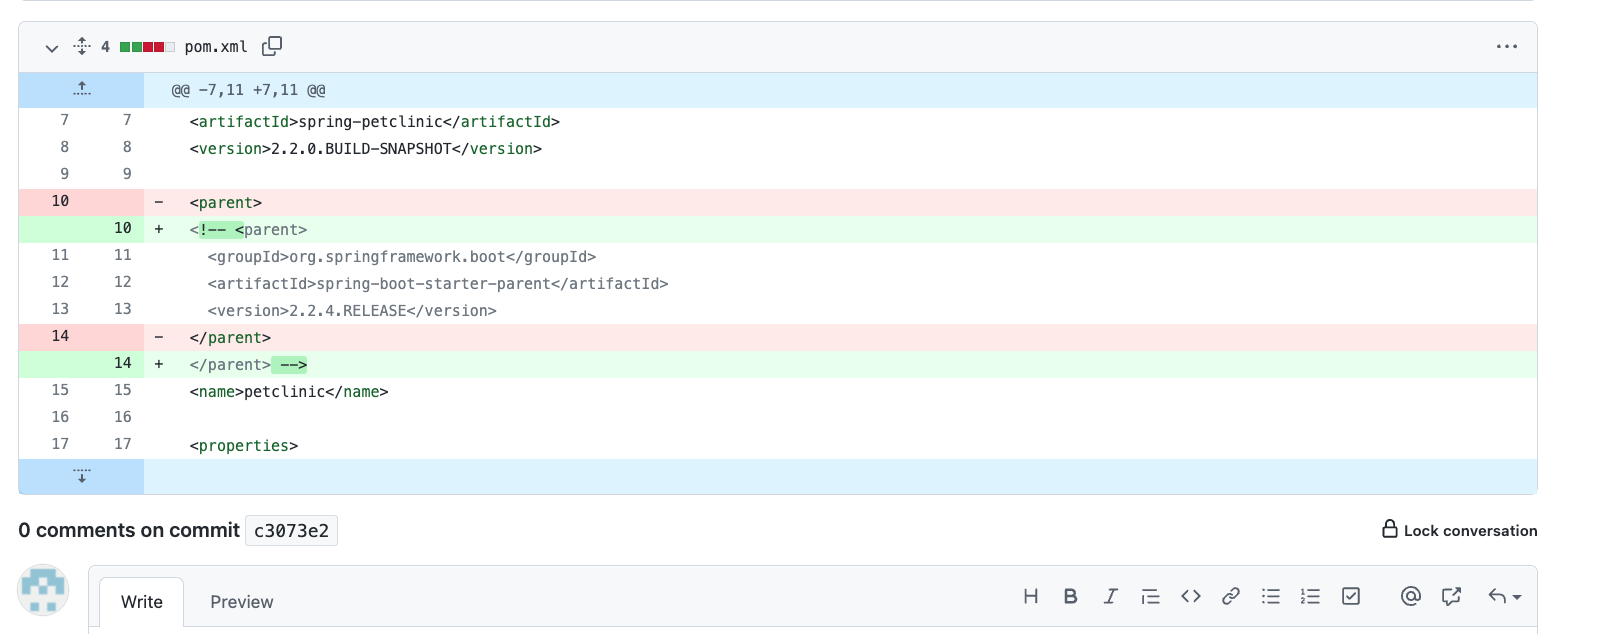 4 pom.xml
@@ -7,11 +7,11 @@
7 7 <artifactId>spring-petclinic</artifactId>
8 8 <version>2.2.0.BUILD-SNAPSHOT</version>
9 9
10 - <parent>
10 + <!-- <parent>
11 11 <groupId>org.springframework.boot</groupId>
12 12 <artifactId>spring-boot-starter-parent</artifactId>
13 13 <version>2.2.4.RELEASE</version>
14 - </parent>
14 + </parent> -->
15 15 <name>petclinic</name>
16 16
17 17 <properties>
0 comments on commit c3073e2
Lock conversation
Write Preview